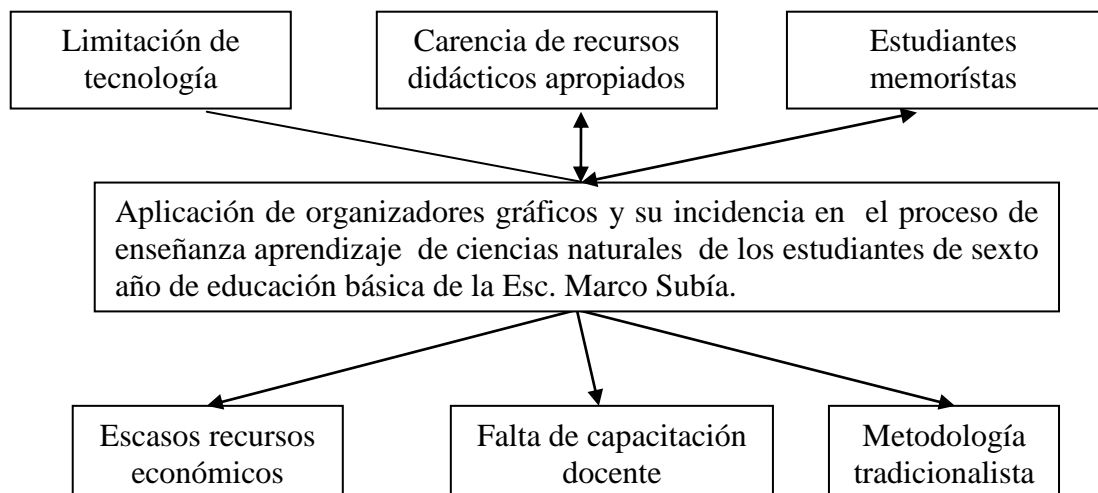 Limitación de
tecnología
Carencia de recursos
didácticos apropiados
Estudiantes
memorístas
Aplicación de organizadores gráficos y su incidencia en el proceso de
enseñanza aprendizaje de ciencias naturales de los estudiantes de sexto
año de educación básica de la Esc. Marco Subía.
Escasos recursos
económicos
Falta de capacitación
docente
Metodología
tradicionalista